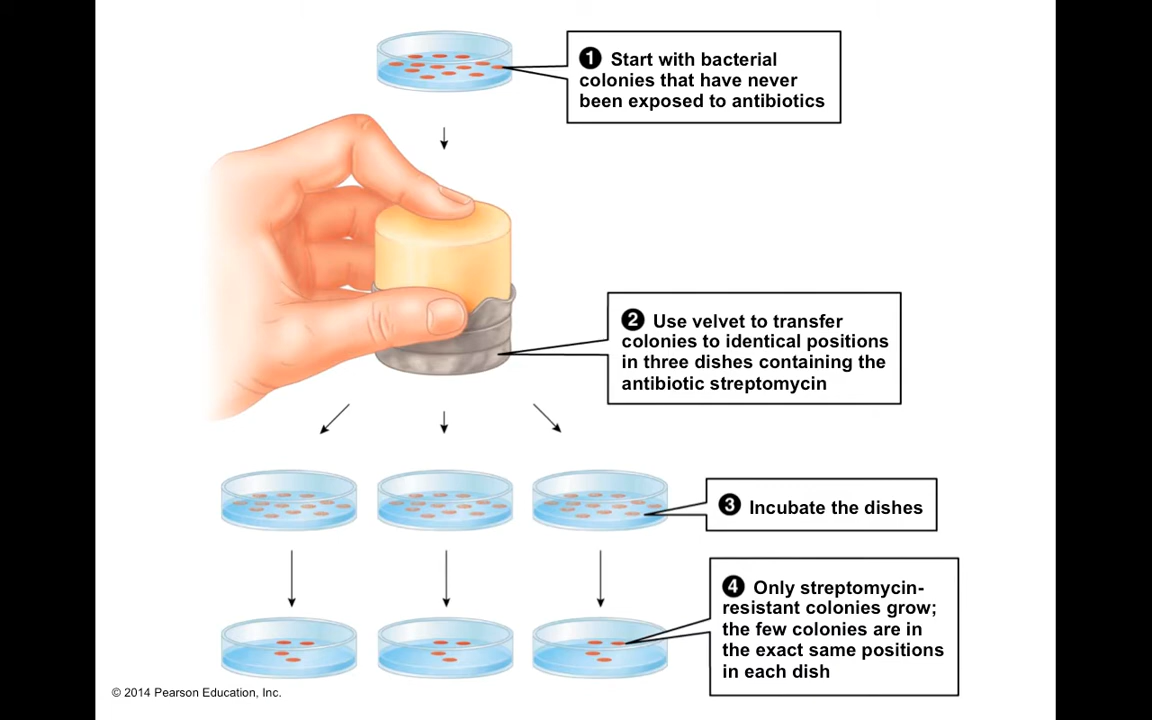 1 Start with bacterial
colonies that have never
been exposed to antibiotics
2 Use velvet to transfer
colonies to identical positions
in three dishes containing the
antibiotic streptomycin
3 Incubate the dishes
4 Only streptomycin-
resistant colonies grow;
the few colonies are in
the exact same positions
in each dish
© 2014 Pearson Education, Inc.